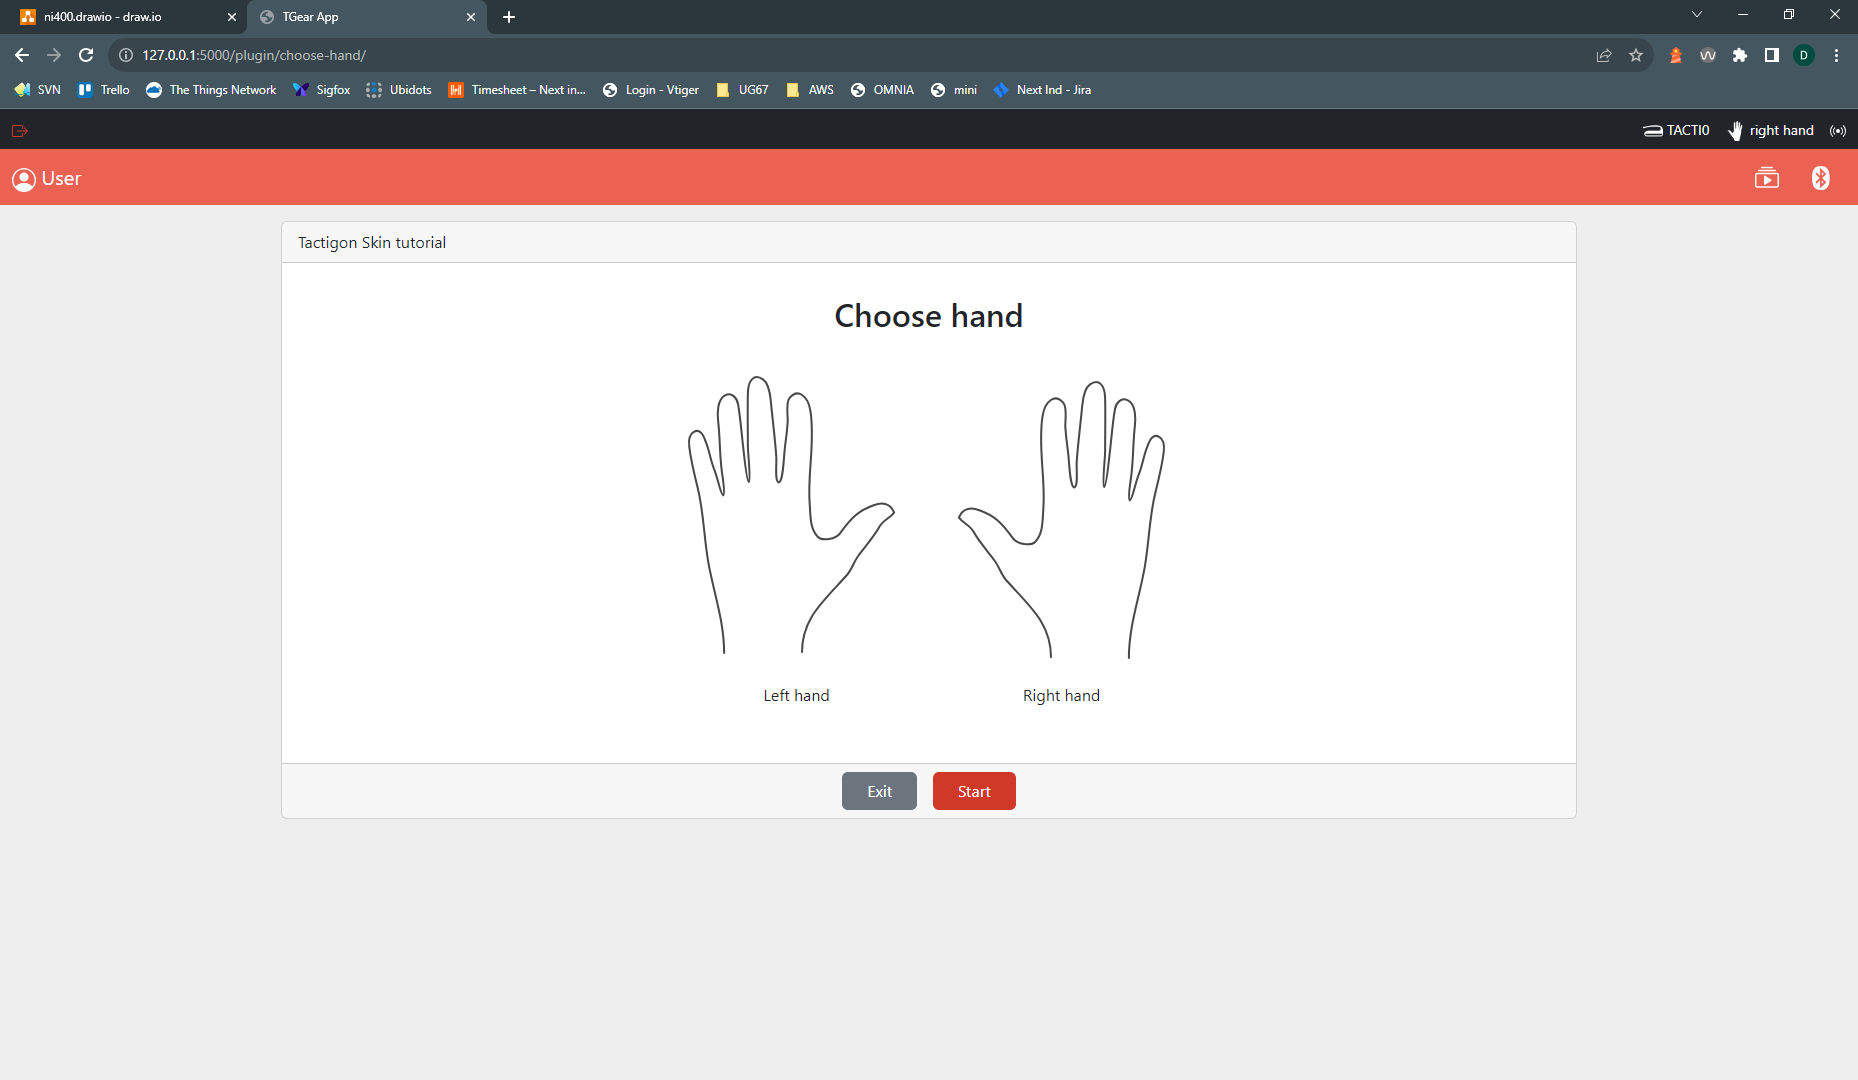 ni400.drawio - draw.io
TGear App
127.0.0.1:5000/plugin/choose-hand/
D
SVN Trello The Things Network Sigfox Ubidots Timesheet – Next in... Login - Vtiger UG67 AWS OMNIA mini Next Ind - Jira
TACTI0 right hand
User
Tactigon Skin tutorial
Choose hand
Left hand
Right hand
Exit
Start